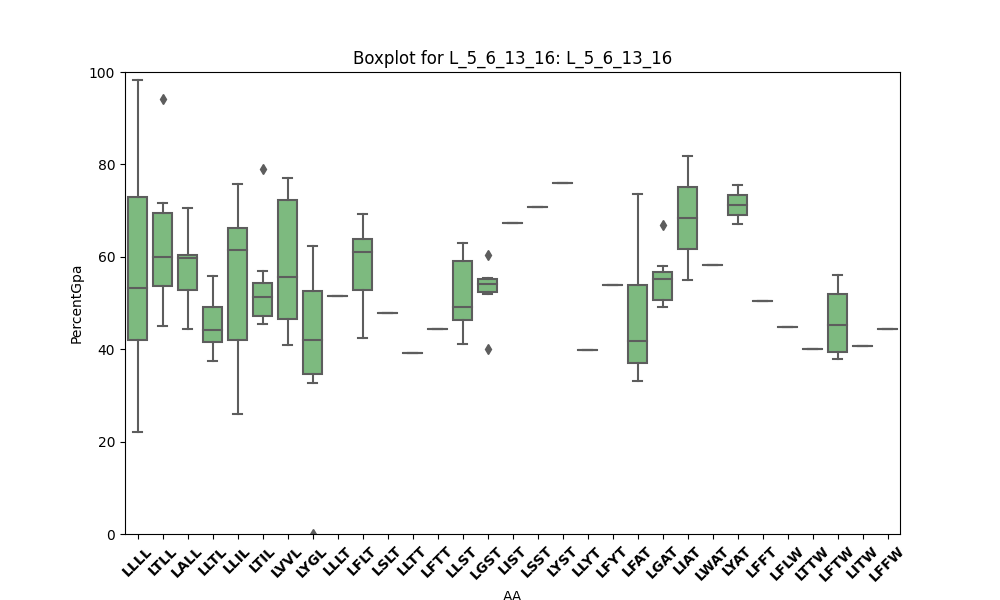 Boxplot for L_5_6_13_16: L_5_6_13_16
100
80
60
40
20
0
PercentGpa
LLLL LTLL LALL LLTL LLIL LTIL LVVL LYGL LLLT LFLT LSLT LLTT LFTT LLST LGST LIST LSST LYST LLYT LFYT LFAT LGAT LIAT LWAT LYAT LFFT LFLW LTTW LFTW LITW LFFW
AA